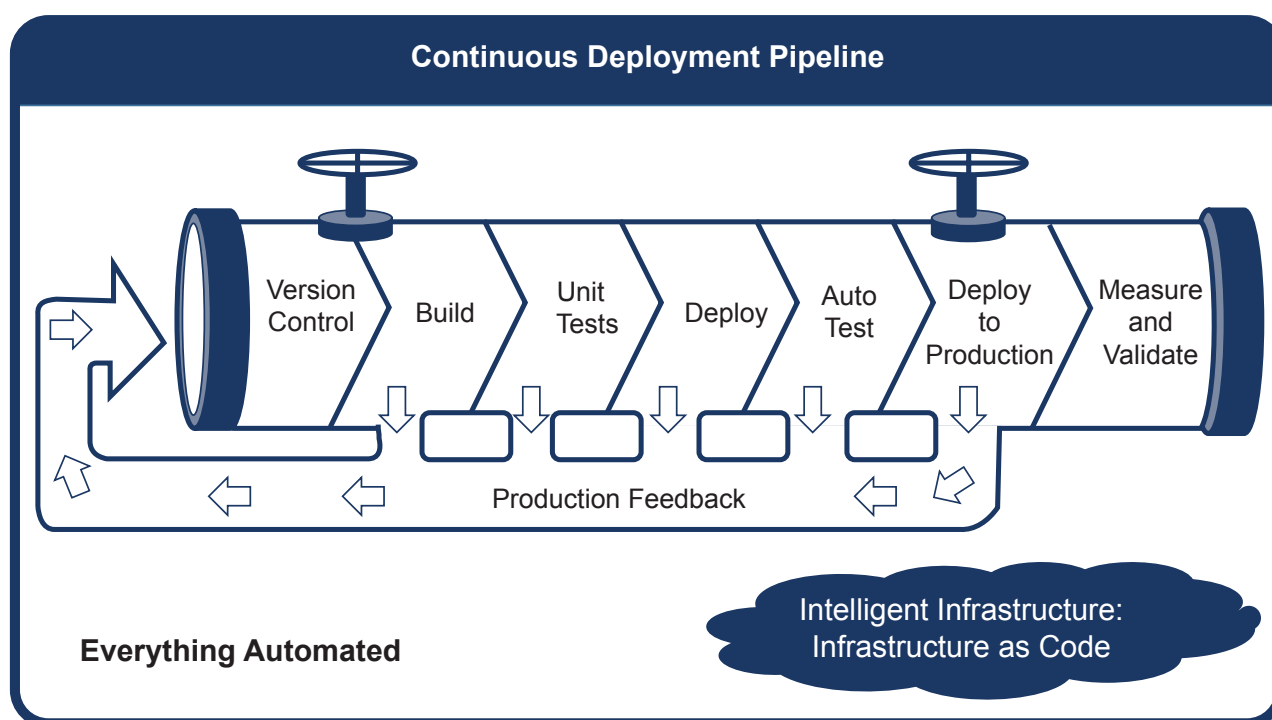 Continuous Deployment Pipeline
Version
Control
Build
Unit
Tests
Deploy
Auto
Test
Deploy
to
Production
Measure
and
Validate
Production Feedback
Everything Automated
Intelligent Infrastructure:
Infrastructure as Code